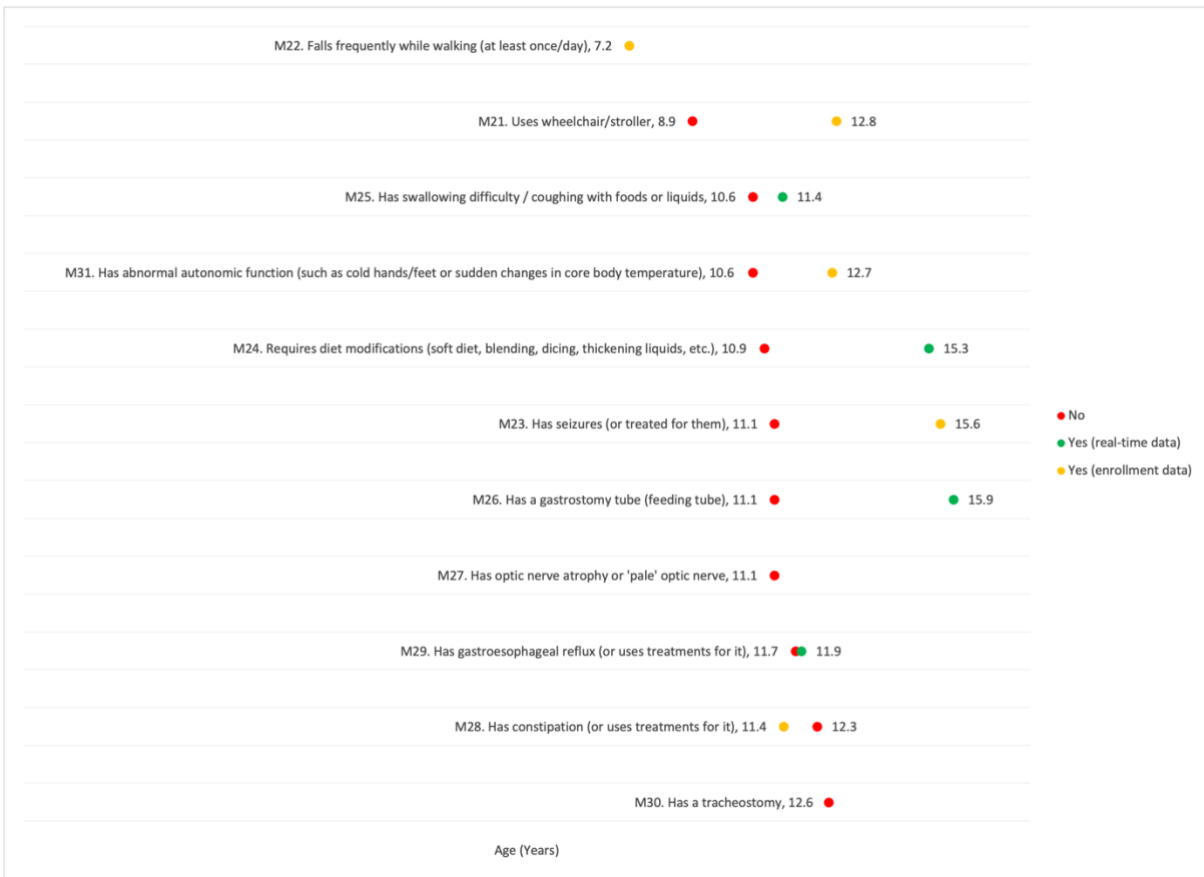 M22. Falls frequently while walking (at least once/day), 7.2
M21. Uses wheelchair/stroller, 8.9
12.8
M25. Has swallowing difficulty / coughing with foods or liquids, 10.6
11.4
M31. Has abnormal autonomic function (such as cold hands/feet or sudden changes in core body temperature), 10.6
12.7
M24. Requires diet modifications (soft diet, blending, dicing, thickening liquids, etc.), 10.9
15.3
M23. Has seizures (or treated for them), 11.1
15.6
M26. Has a gastrostomy tube (feeding tube), 11.1
15.9
M27. Has optic nerve atrophy or 'pale' optic nerve, 11.1
M29. Has gastroesophageal reflux (or uses treatments for it), 11.7
11.9
M28. Has constipation (or uses treatments for it), 11.4
12.3
M30. Has a tracheostomy, 12.6
Age (Years)
No
Yes (real-time data)
Yes (enrollment data)